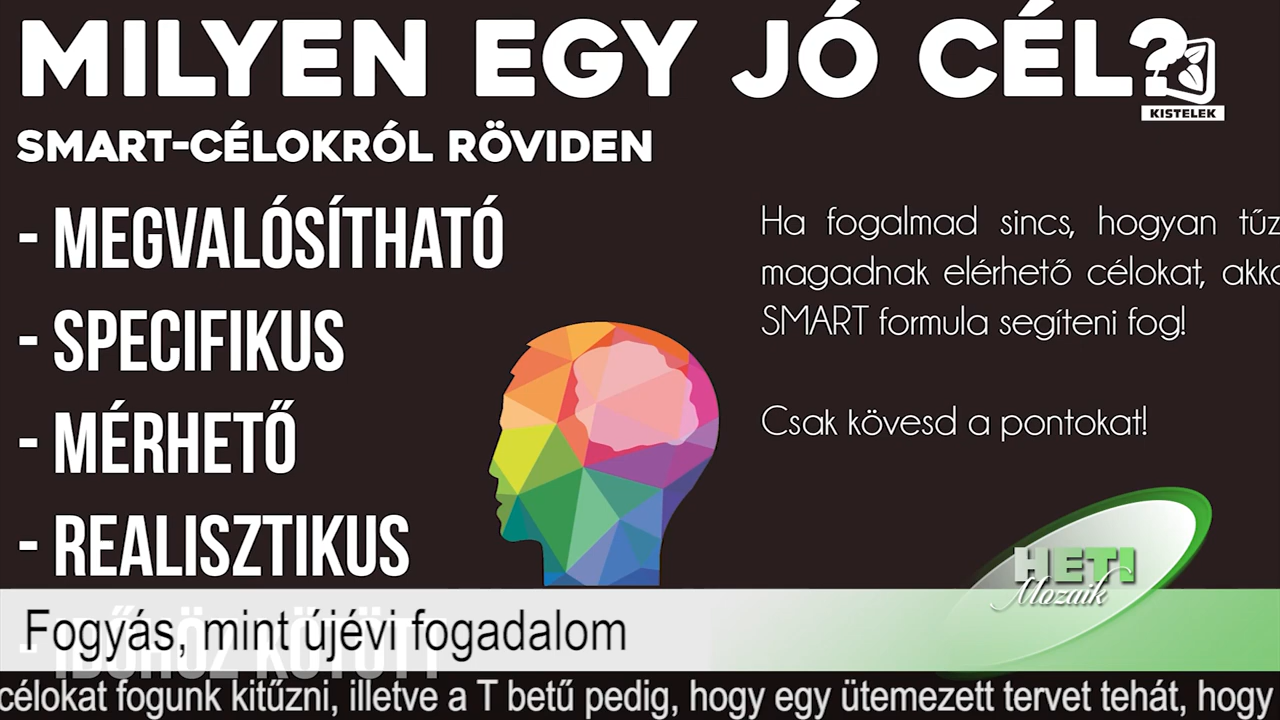 MILYEN EGY JÓ CÉL?
KISTELEK
SMART-CÉLOKRÓL RÖVIDEN
- MEGVALÓSÍTHATÓ
- SPECIFIKUS
- MÉRHETŐ
- REALISZTIKUS
- IDŐHÖZ KÖTÖTT
Ha fogalmad sincs, hogyan tűz
magadnak elérhető célokat, akko
SMART formula segíteni fog!
Csak kövesd a pontokat!
HETI
Mozaik
Fogyás, mint újévi fogadalom
célokat fogunk kitűzni, illetve a T betű pedig, hogy egy ütemezett tervet tehát, hogy